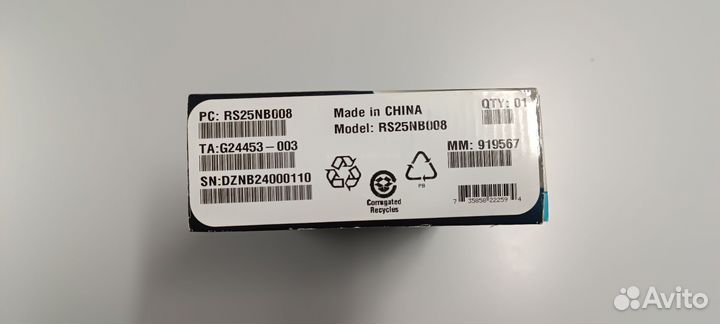 PC: RS25NB008
Made in CHINA
QTY: 01
Model: RS25NB008
TA:G24453-003
MM: 919567
SN:DZNB24000110
PB
Corrugated
Recycles
7 35858 22259 4
Avito